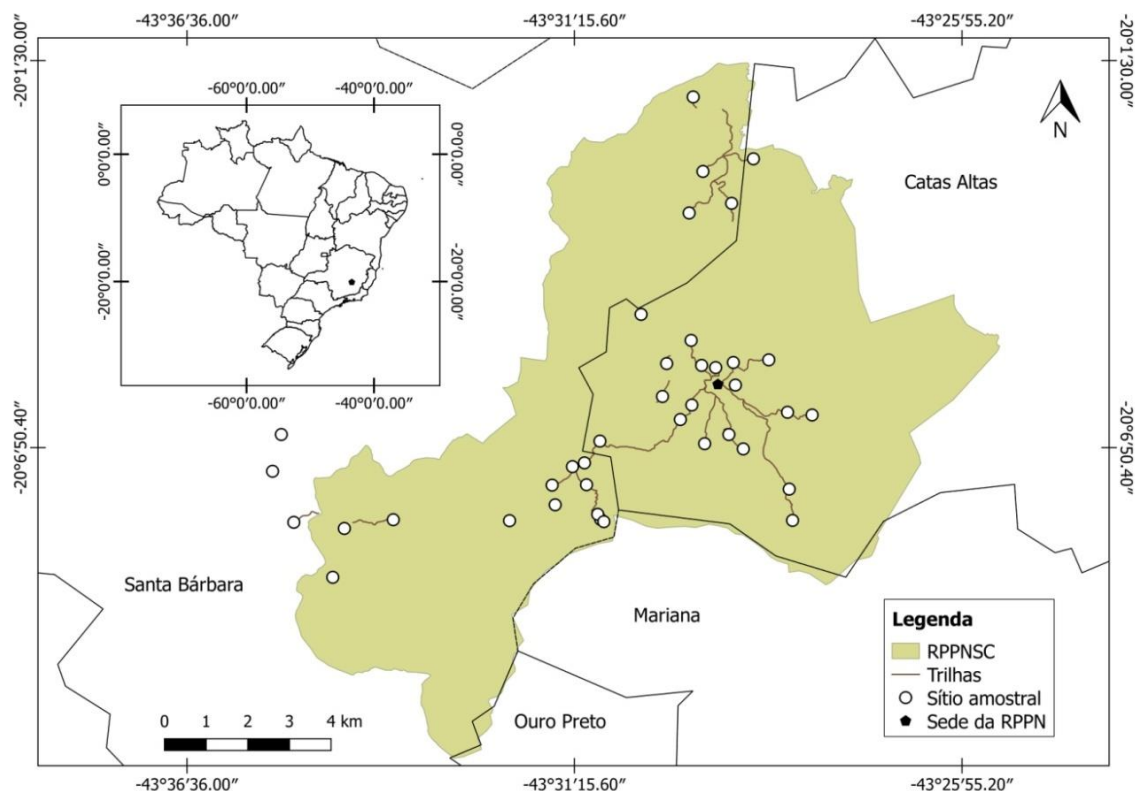 -43°36'36.00″ -43°31'15.60″ -43°25'55.20″
-20°1'30.00″ -20°1'30.00″
-60°0'0.00″ -40°0'0.00″
0°0'0.00″ 0°0'0.00″
N
Catas Altas
-20°0'0.00″ -20°0'0.00″
-60°0'0.00″ -40°0'0.00″
-20°6'50.40″ -20°6'50.40″
Santa Bárbara
Mariana
Legenda
RPPNSC
Trilhas
Sítio amostral
Sede da RPPN
Ouro Preto
0 1 2 3 4 km
-43°36'36.00″ -43°31'15.60″ -43°25'55.20″